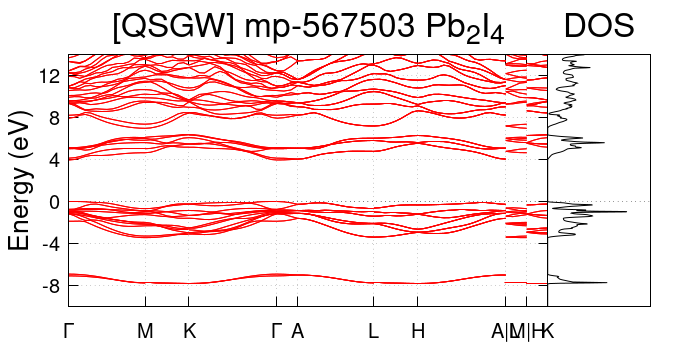 [QSGW] mp-567503 Pb₂I₄ DOS
Energy (eV)
12
8
4
0
-4
-8
Γ M K Γ A L H A|L M|H K